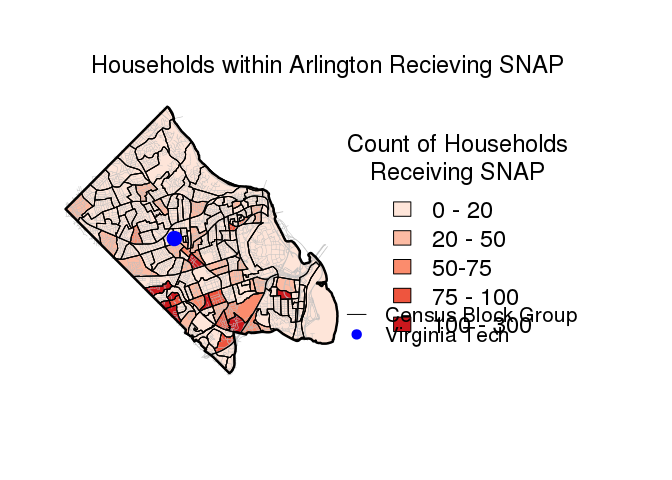 Households within Arlington Recieving SNAP
Count of Households
Receiving SNAP
0 - 20
20 - 50
50-75
75 - 100
100 - 300
Census Block Group
Virginia Tech